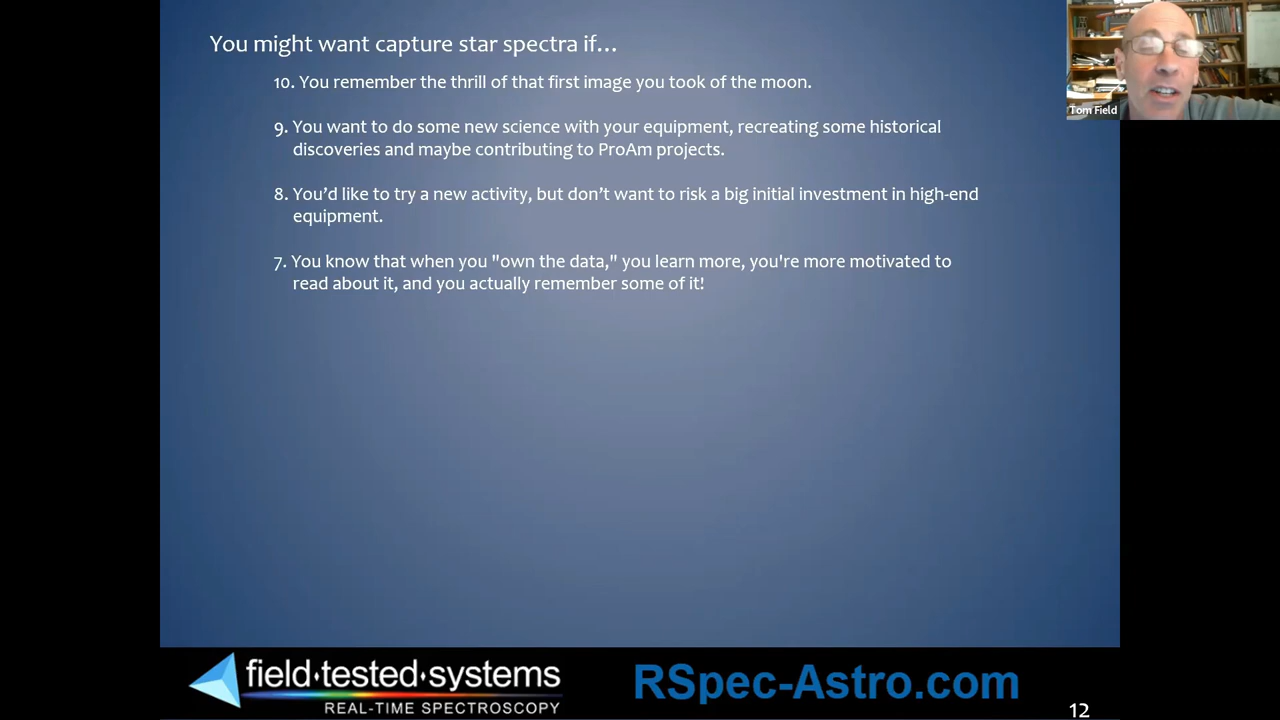 You might want capture star spectra if…
10. You remember the thrill of that first image you took of the moon.
9. You want to do some new science with your equipment, recreating some historical
discoveries and maybe contributing to ProAm projects.
8. You’d like to try a new activity, but don’t want to risk a big initial investment in high-end
equipment.
7. You know that when you "own the data," you learn more, you're more motivated to
read about it, and you actually remember some of it!
Tom Field
field·tested·systems
REAL-TIME SPECTROSCOPY
RSpec-Astro.com
12